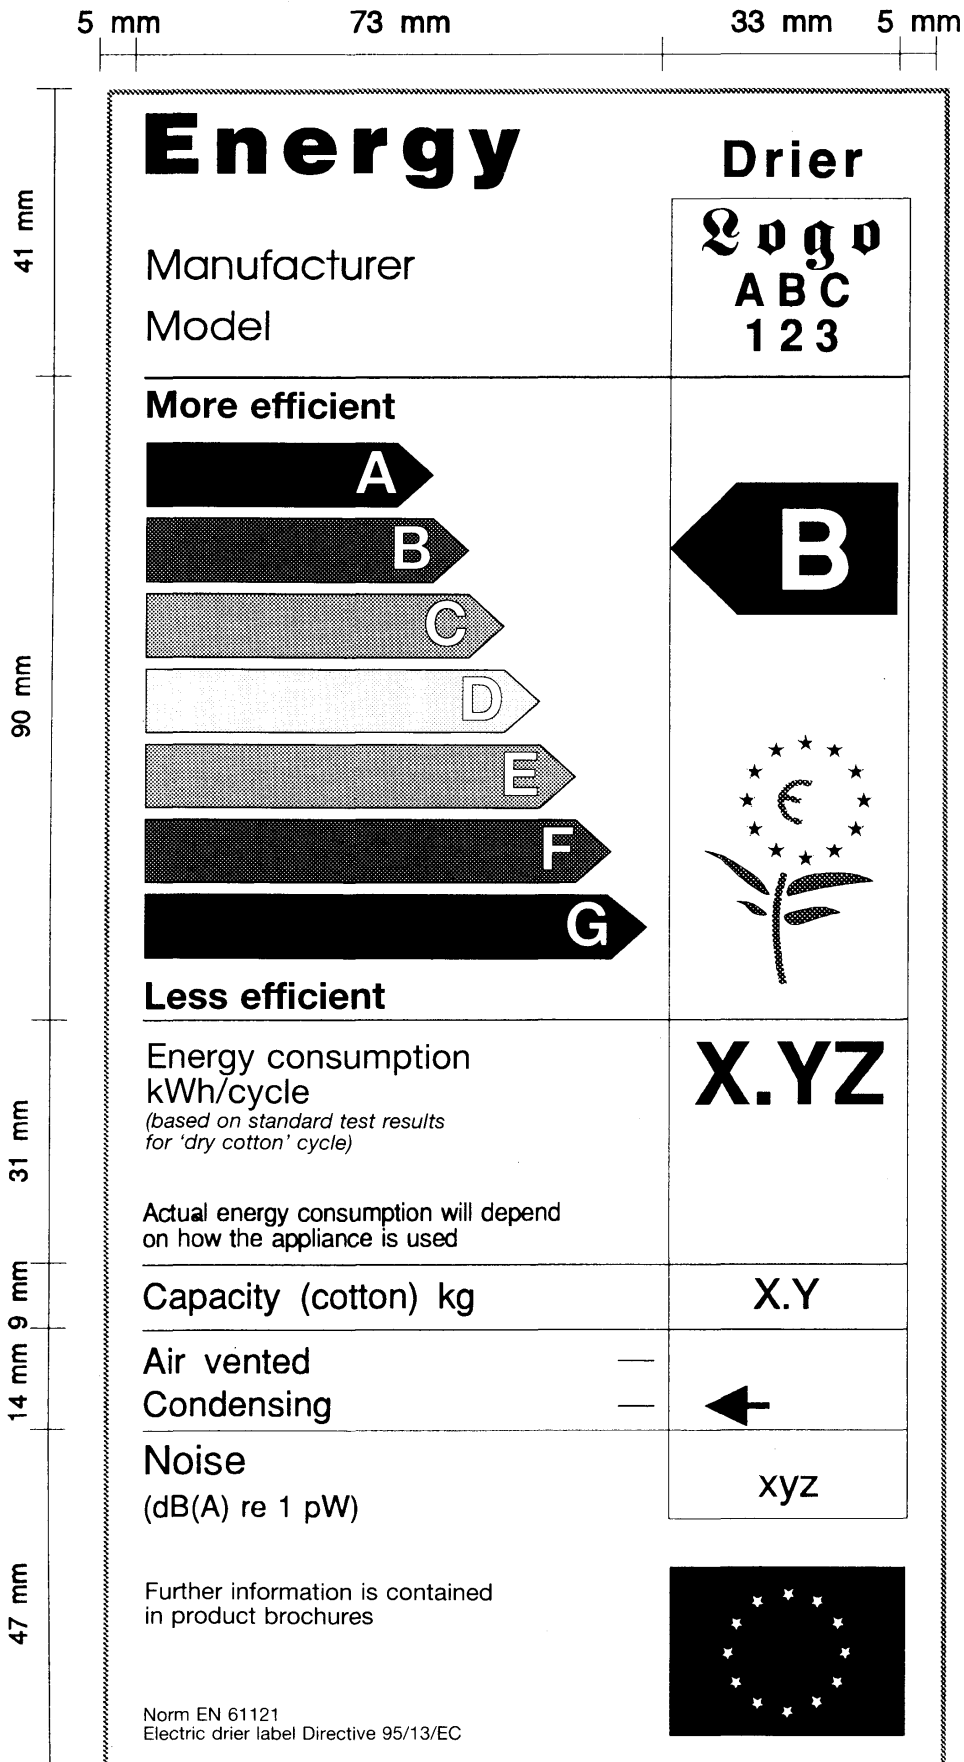 5 mm 73 mm 33 mm 5 mm
Energy
Drier
41 mm
Logo
Manufacturer
ABC
Model
123
More efficient
A
B
B
C
90 mm
D
E
F
G
Less efficient
Energy consumption
X.YZ
kWh/cycle
(based on standard test results
for ‘dry cotton’ cycle)
31 mm
Actual energy consumption will depend
on how the appliance is used
9 mm
Capacity (cotton) kg
X.Y
14 mm
Air vented —
Condensing —
Noise
xyz
(dB(A) re 1 pW)
47 mm
Further information is contained
in product brochures
Norm EN 61121
Electric drier label Directive 95/13/EC